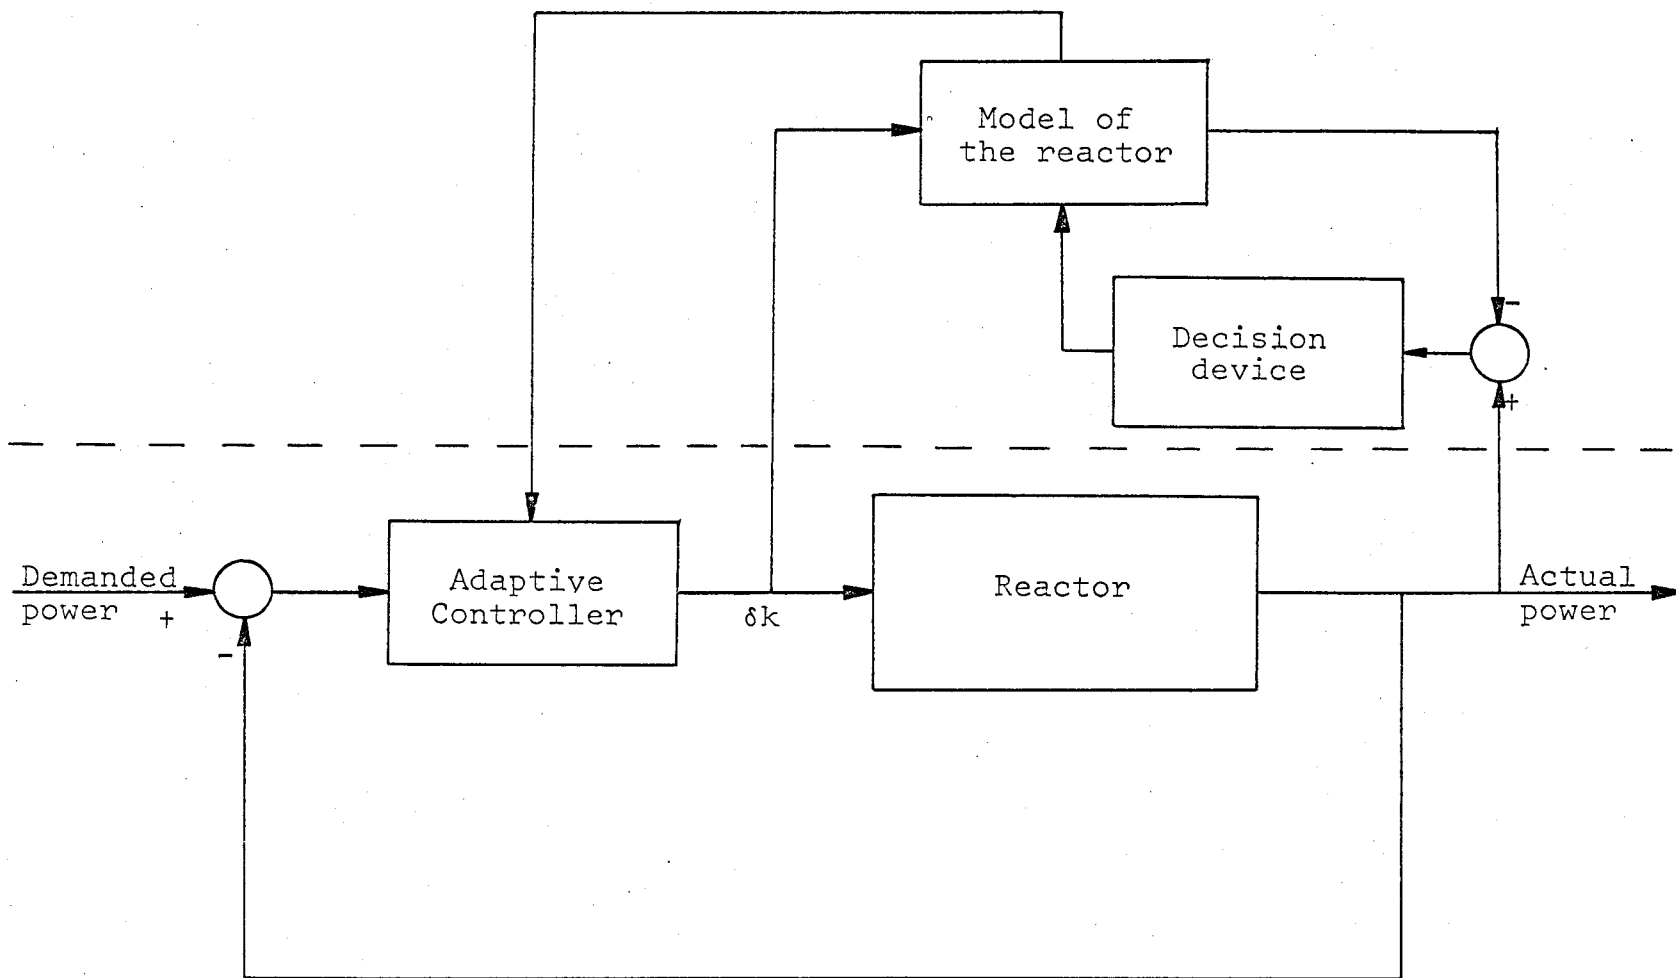 Model of
the reactor
-
Decision
device
+
Demanded
power +
-
Adaptive
Controller
δk
Reactor
Actual
power